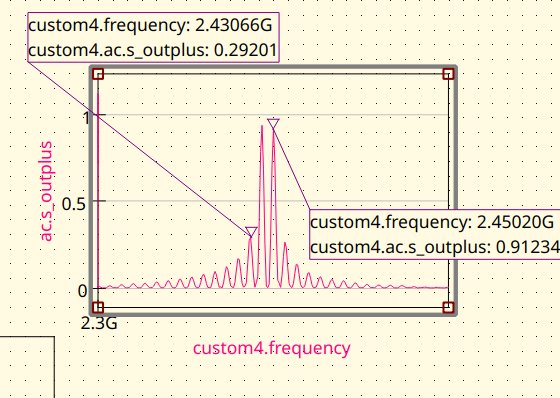 custom4.frequency: 2.43066G
custom4.ac.s_outplus: 0.29201
1
0.5
0
ac.s_outplus
custom4.frequency: 2.45020G
custom4.ac.s_outplus: 0.91234
2.3G
custom4.frequency